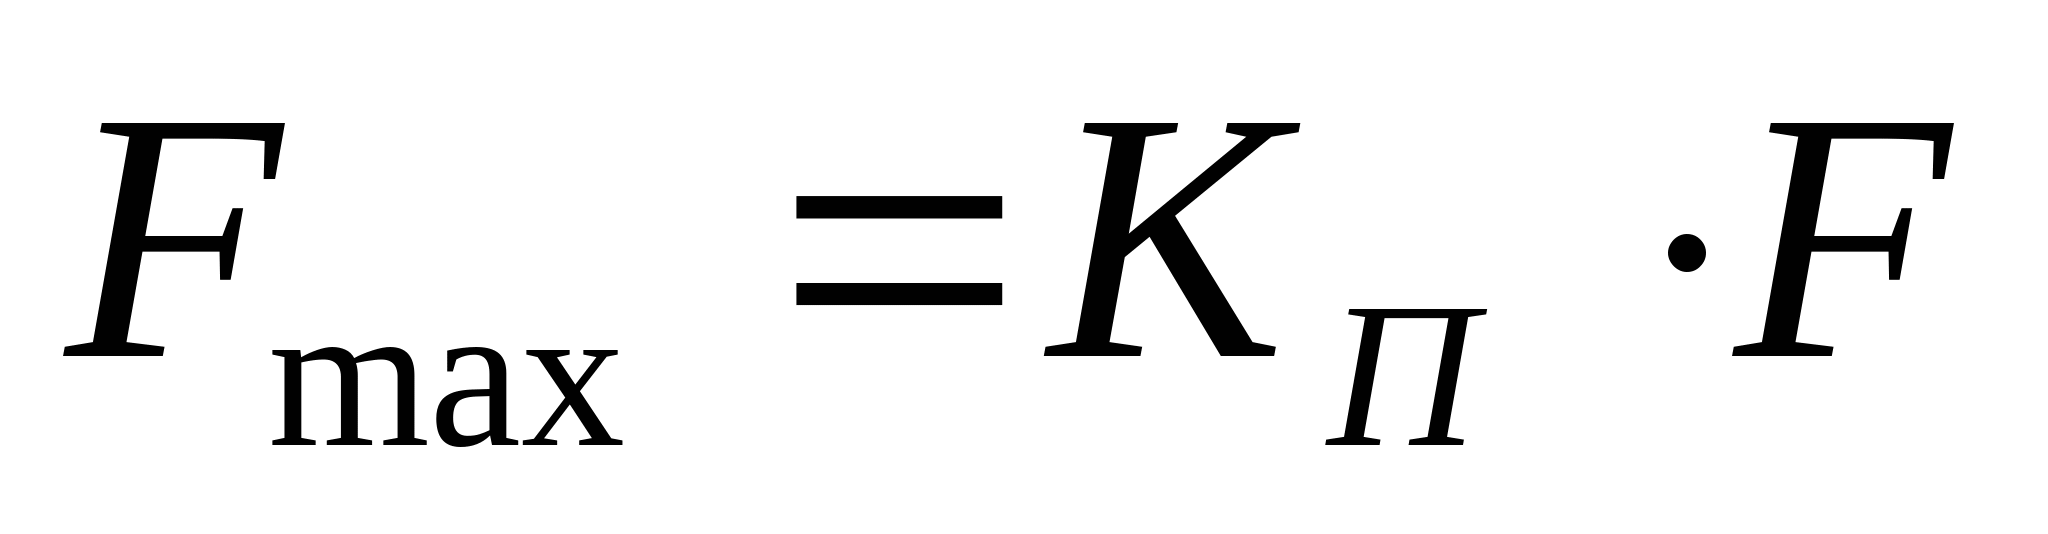 F_max = K_П · F